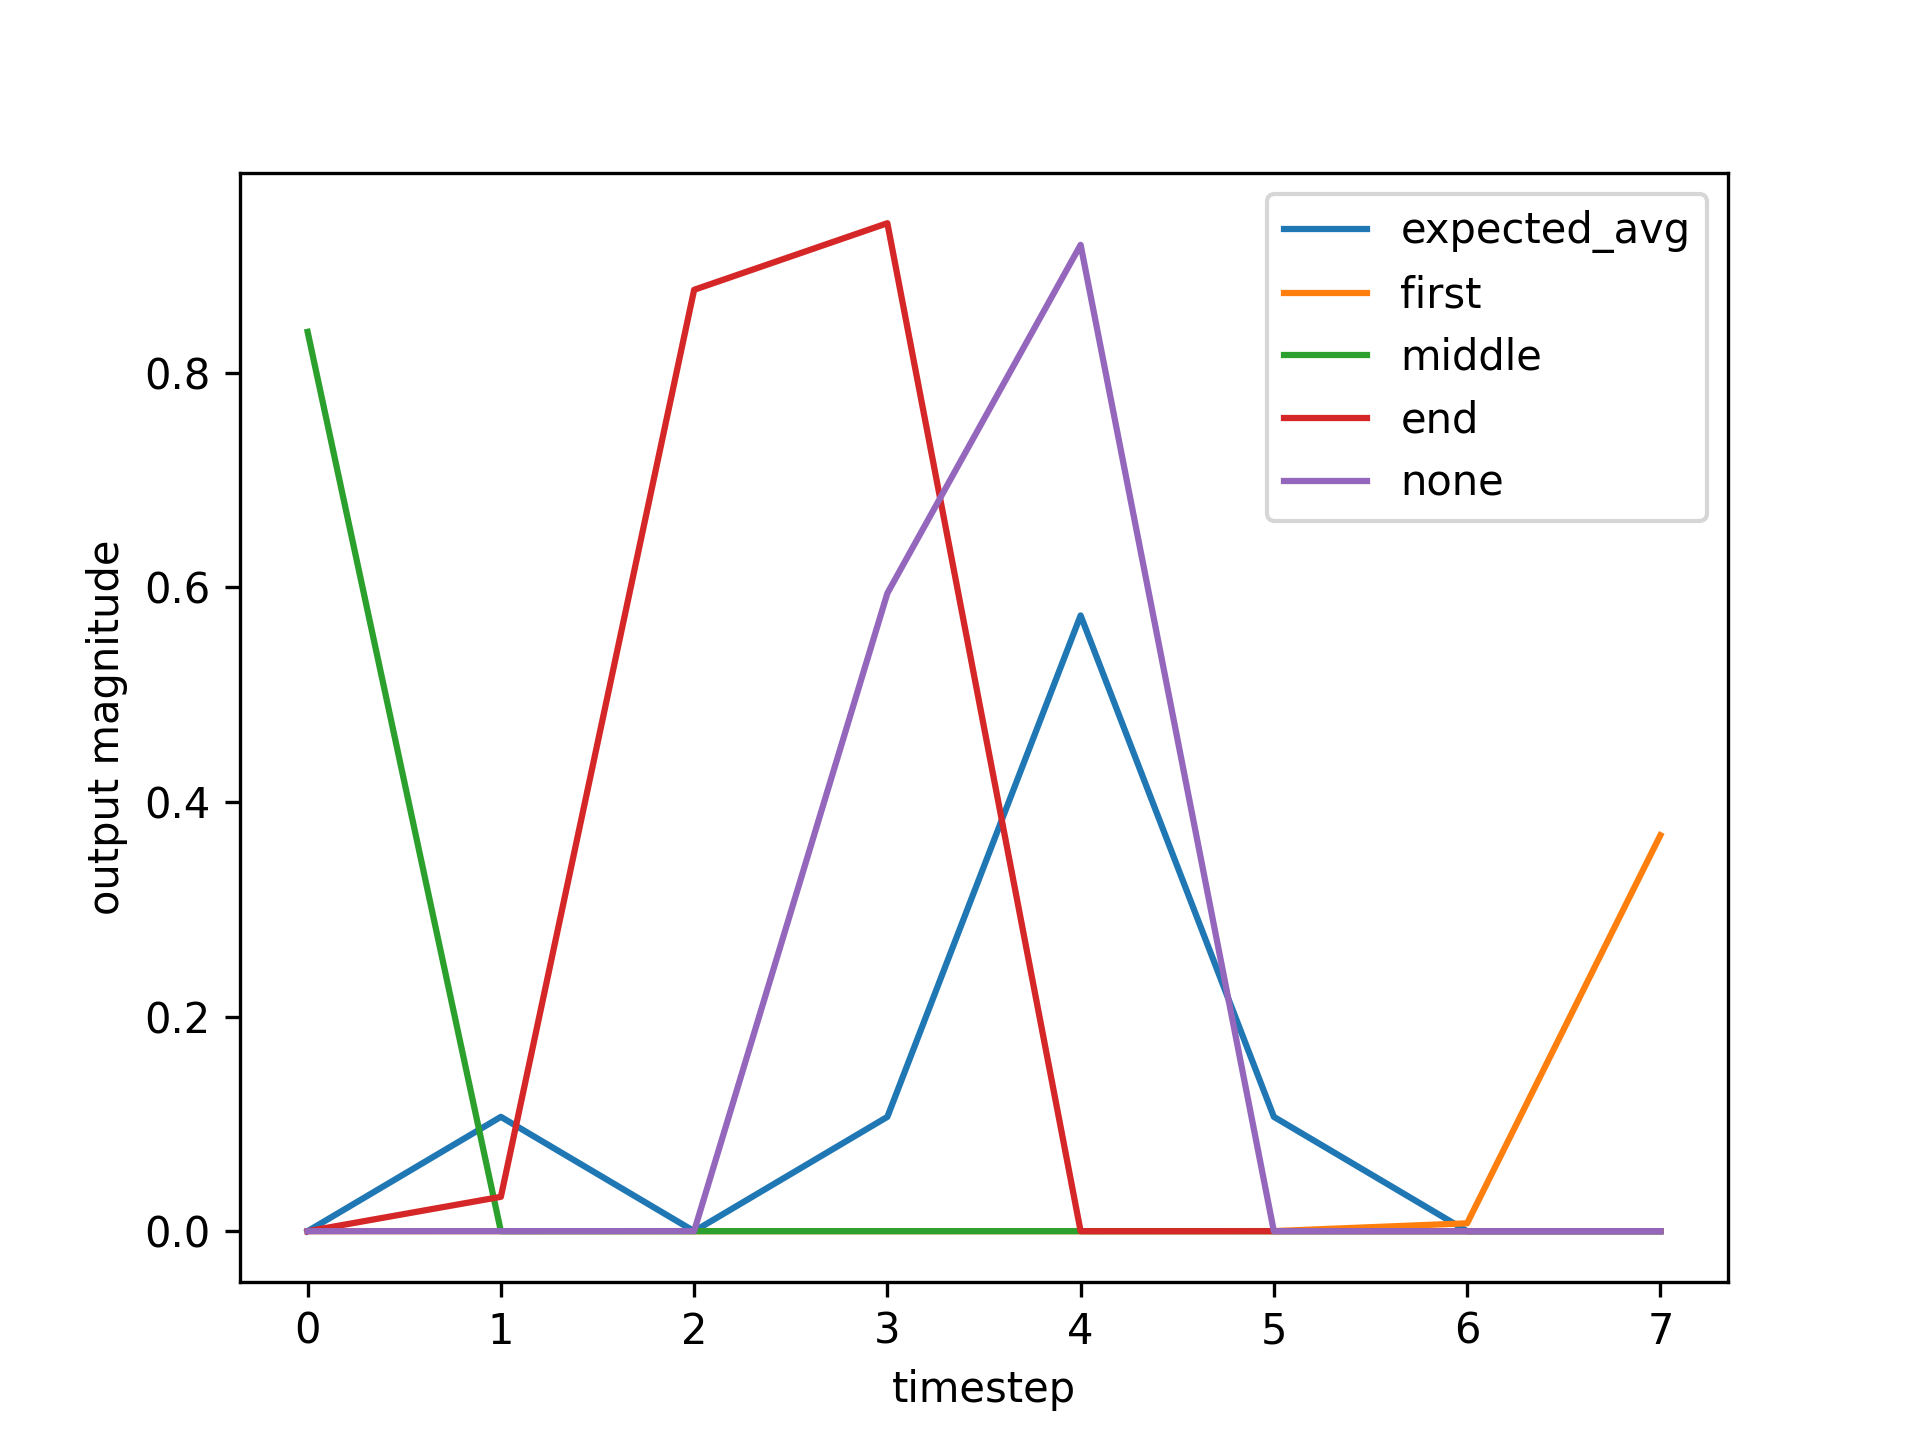 expected_avg
first
middle
end
none
0.8
0.6
0.4
0.2
0.0
output magnitude
0 1 2 3 4 5 6 7
timestep